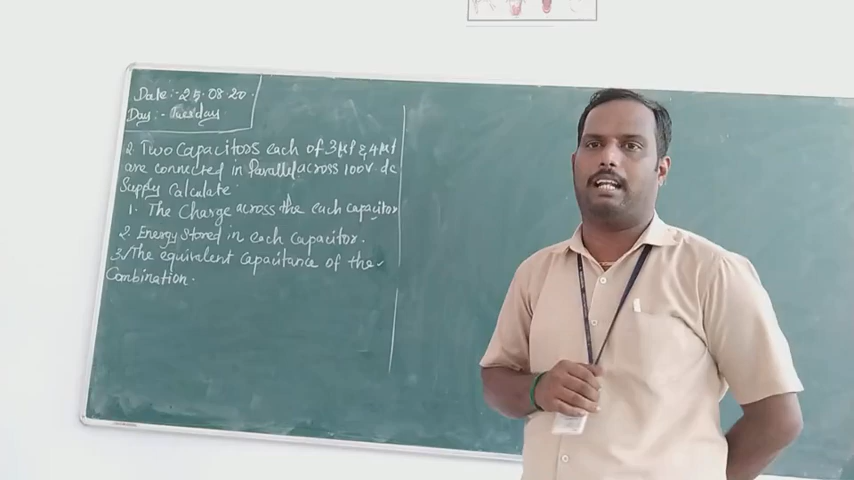 Date:- 25.08.20.
Day:- Tuesday
2. Two Capacitors each of 3μF & 4μf
are connected in Parallel across 100V dc
Supply Calculate.
1. The Charge across the each capacitor
2. Energy stored in each Capacitor.
3. The equivalent capacitance of the
Combination.